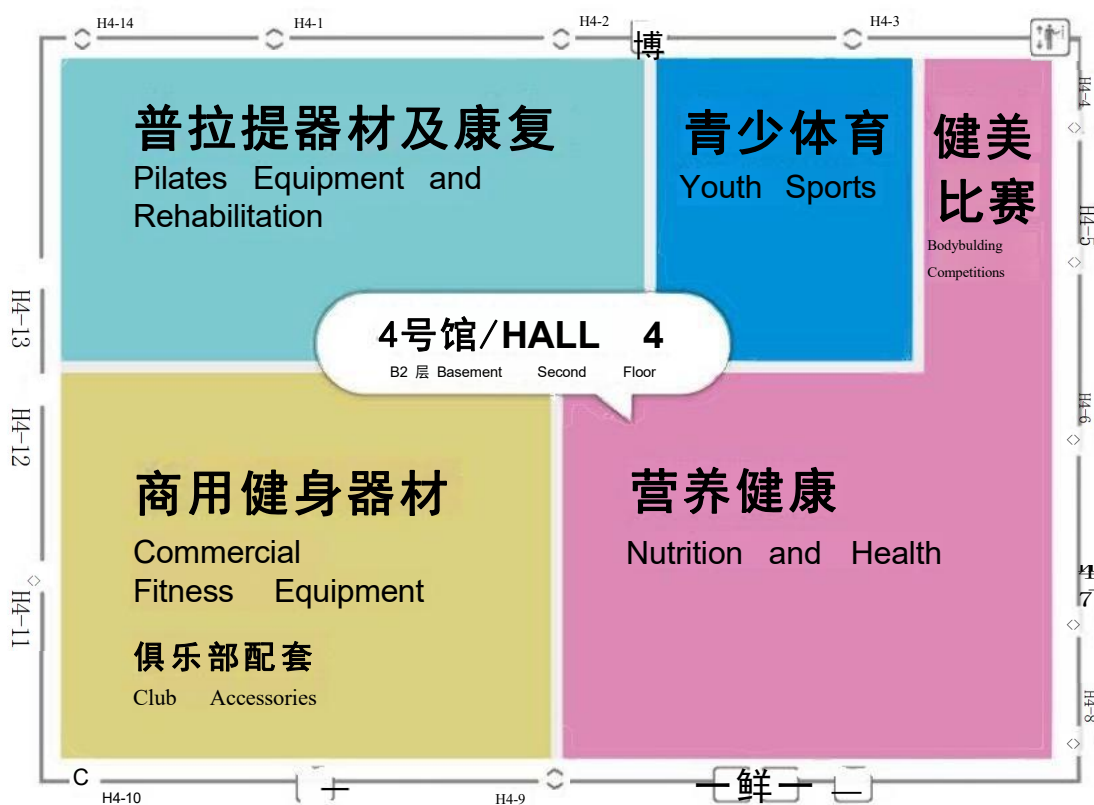 H4-14
H4-1
H4-2
H4-3
博
普拉提器材及康复
Pilates Equipment and
Rehabilitation
青少体育
Youth Sports
健美
比赛
Bodybulding
Competitions
H4-4
H4-5
H4-13
4号馆/HALL 4
B2 层 Basement Second Floor
H4-12
H4-6
商用健身器材
Commercial
Fitness Equipment
营养健康
Nutrition and Health
H4-11
俱乐部配套
Club Accessories
7
H4-8
C
H4-10
H4-9
一鲜一